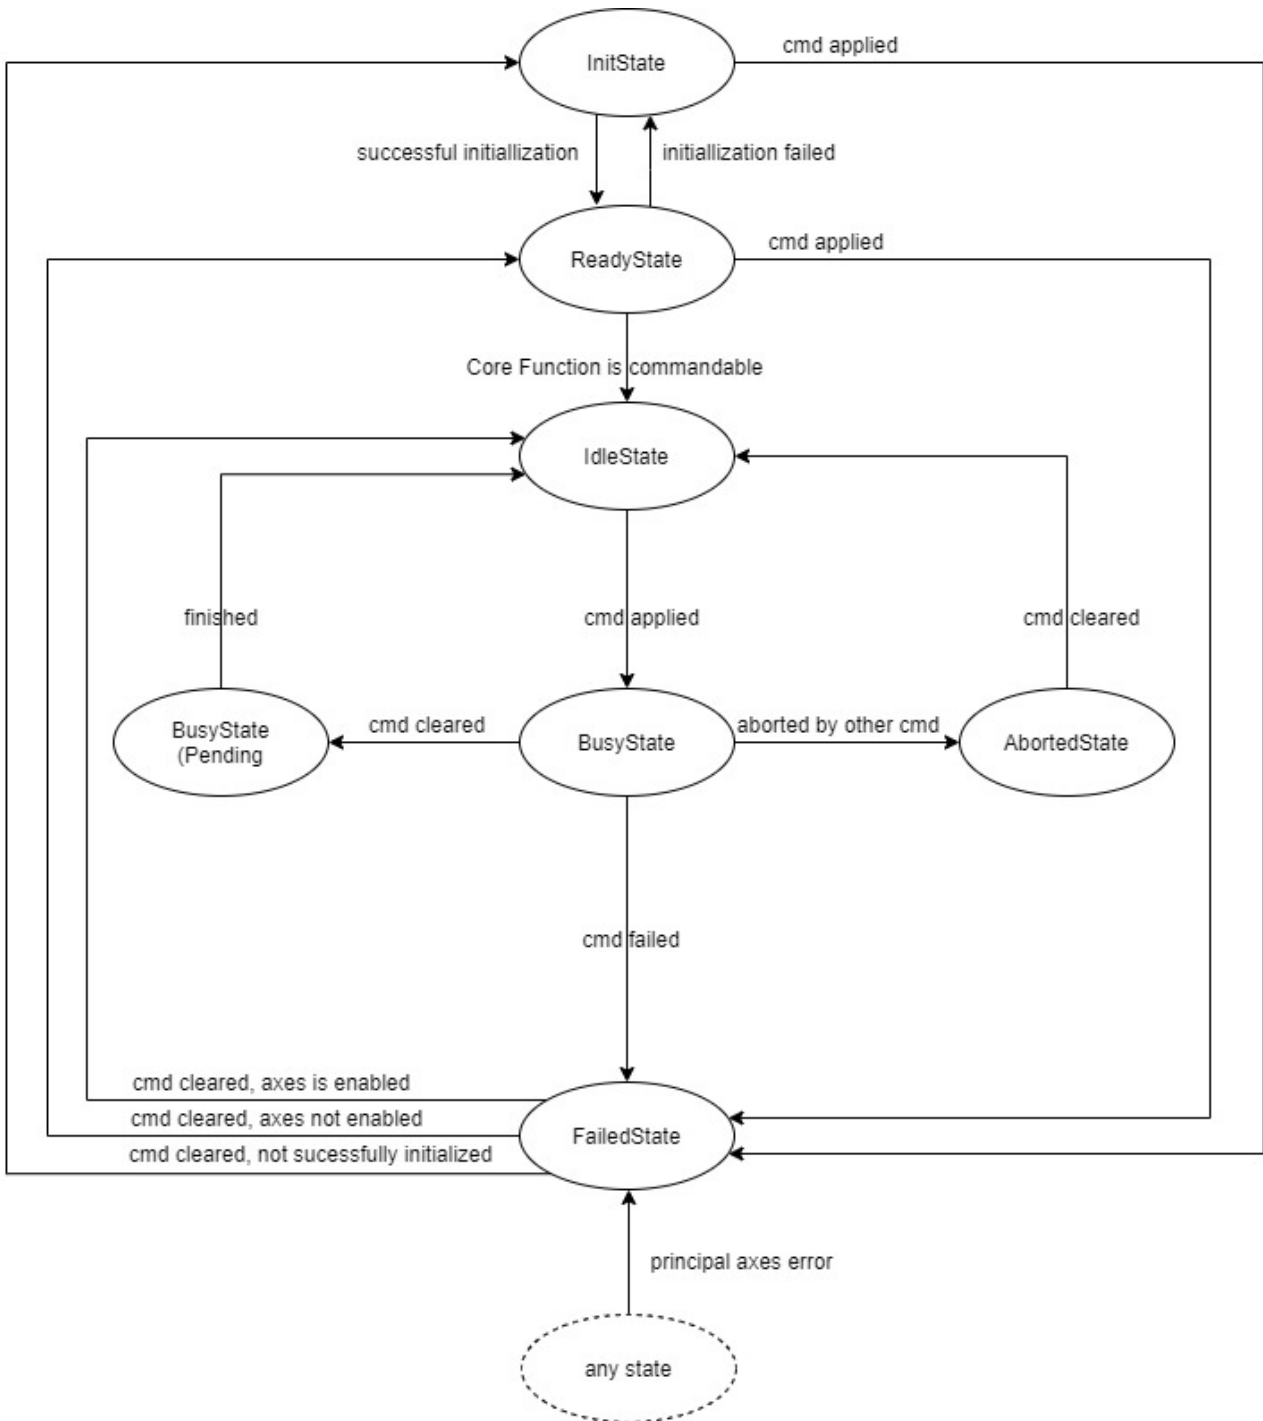 InitState
cmd applied
successful initiallization
initiallization failed
ReadyState
cmd applied
Core Function is commandable
IdleState
finished
cmd applied
cmd cleared
BusyState
(Pending
cmd cleared
BusyState
aborted by other cmd
AbortedState
cmd failed
cmd cleared, axes is enabled
cmd cleared, axes not enabled
cmd cleared, not sucessfully initialized
FailedState
principal axes error
any state